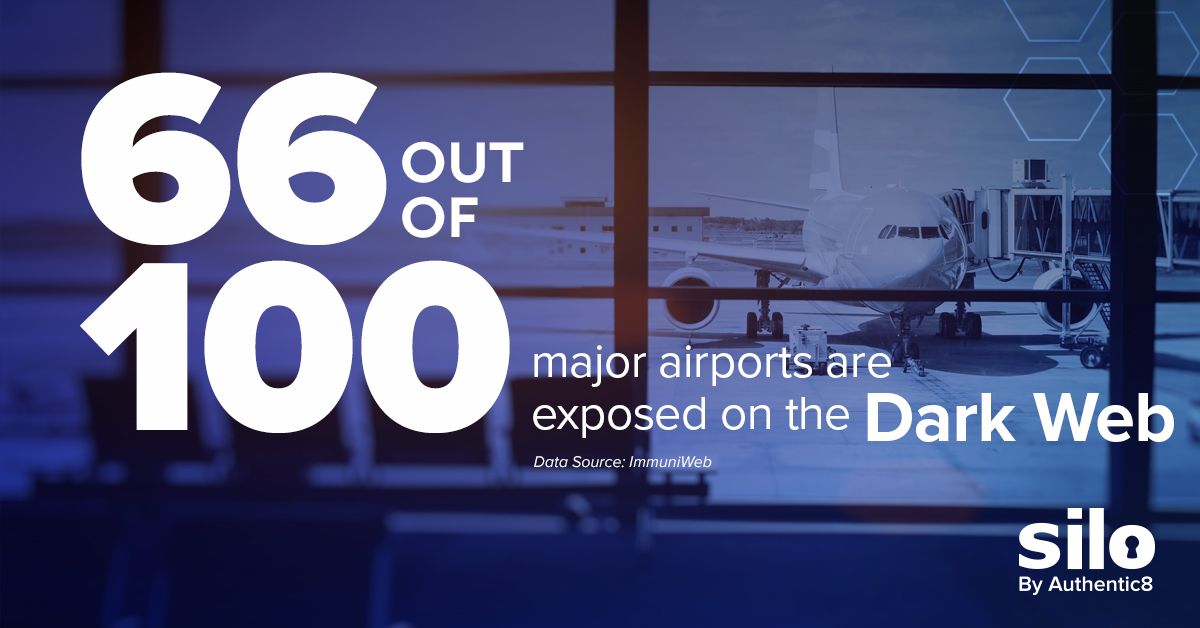 66 OUT
OF
100
major airports are
exposed on the Dark Web
Data Source: ImmuniWeb
silo
By Authentic8